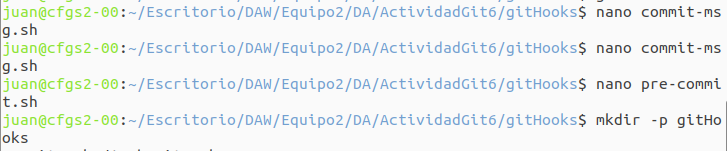 juan@cfgs2-00:~/Escritorio/DAW/Equipo2/DA/ActividadGit6/gitHooks$ nano commit-ms
g.sh
juan@cfgs2-00:~/Escritorio/DAW/Equipo2/DA/ActividadGit6/gitHooks$ nano commit-ms
g.sh
juan@cfgs2-00:~/Escritorio/DAW/Equipo2/DA/ActividadGit6/gitHooks$ nano pre-commi
t.sh
juan@cfgs2-00:~/Escritorio/DAW/Equipo2/DA/ActividadGit6/gitHooks$ mkdir -p gitHo
oks